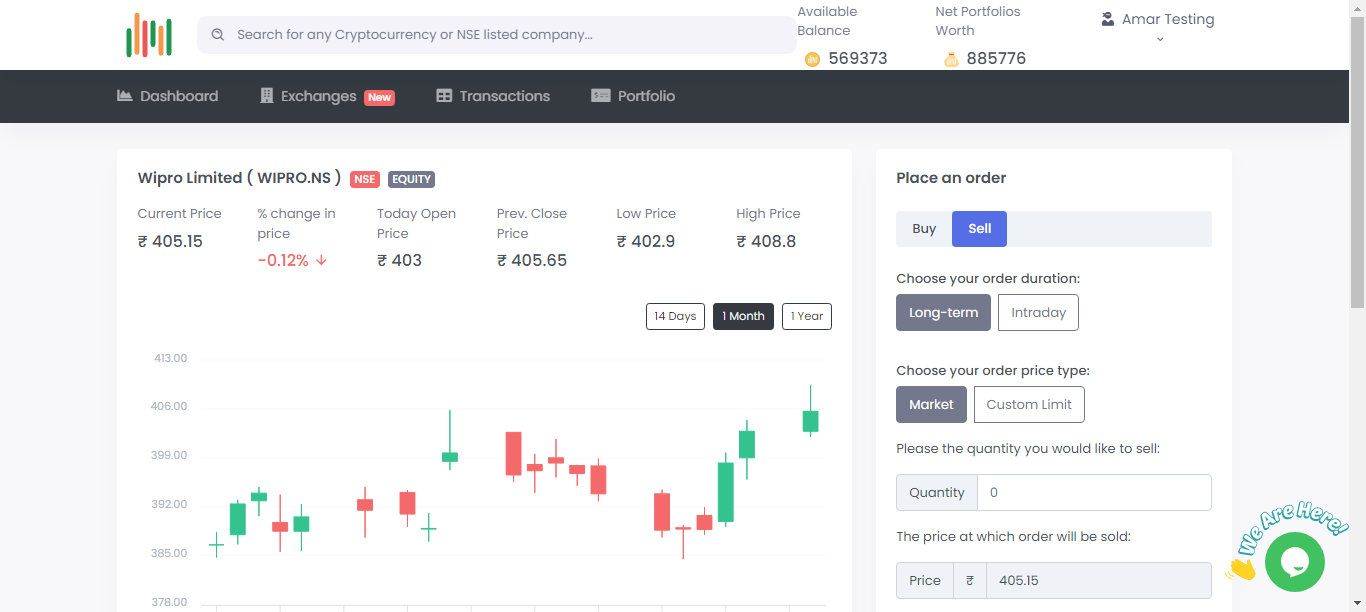 Search for any Cryptocurrency or NSE listed company...
Available
Balance
569373
Net Portfolios
Worth
885776
Amar Testing
Dashboard
Exchanges New
Transactions
Portfolio
Wipro Limited ( WIPRO.NS ) NSE EQUITY
Current Price
₹ 405.15
% change in
price
-0.12% ↓
Today Open
Price
₹ 403
Prev. Close
Price
₹ 405.65
Low Price
₹ 402.9
High Price
₹ 408.8
14 Days
1 Month
1 Year
413.00
406.00
399.00
392.00
385.00
378.00
Place an order
Buy
Sell
Choose your order duration:
Long-term
Intraday
Choose your order price type:
Market
Custom Limit
Please the quantity you would like to sell:
Quantity
0
The price at which order will be sold:
Price
₹
405.15
We Are Here!